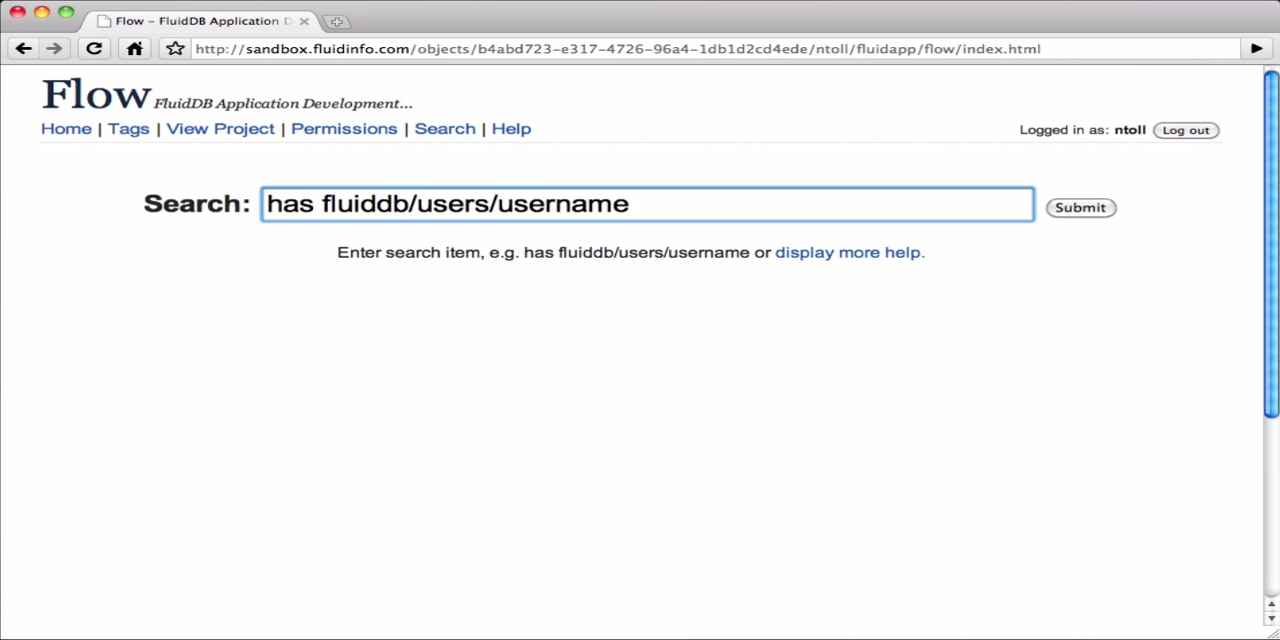 Flow – FluidDB Application D
http://sandbox.fluidinfo.com/objects/b4abd723-e317-4726-96a4-1db1d2cd4ede/ntoll/fluidapp/flow/index.html
Flow FluidDB Application Development...
Home | Tags | View Project | Permissions | Search | Help
Logged in as: ntoll Log out
Search: has fluiddb/users/username Submit
Enter search item, e.g. has fluiddb/users/username or display more help.